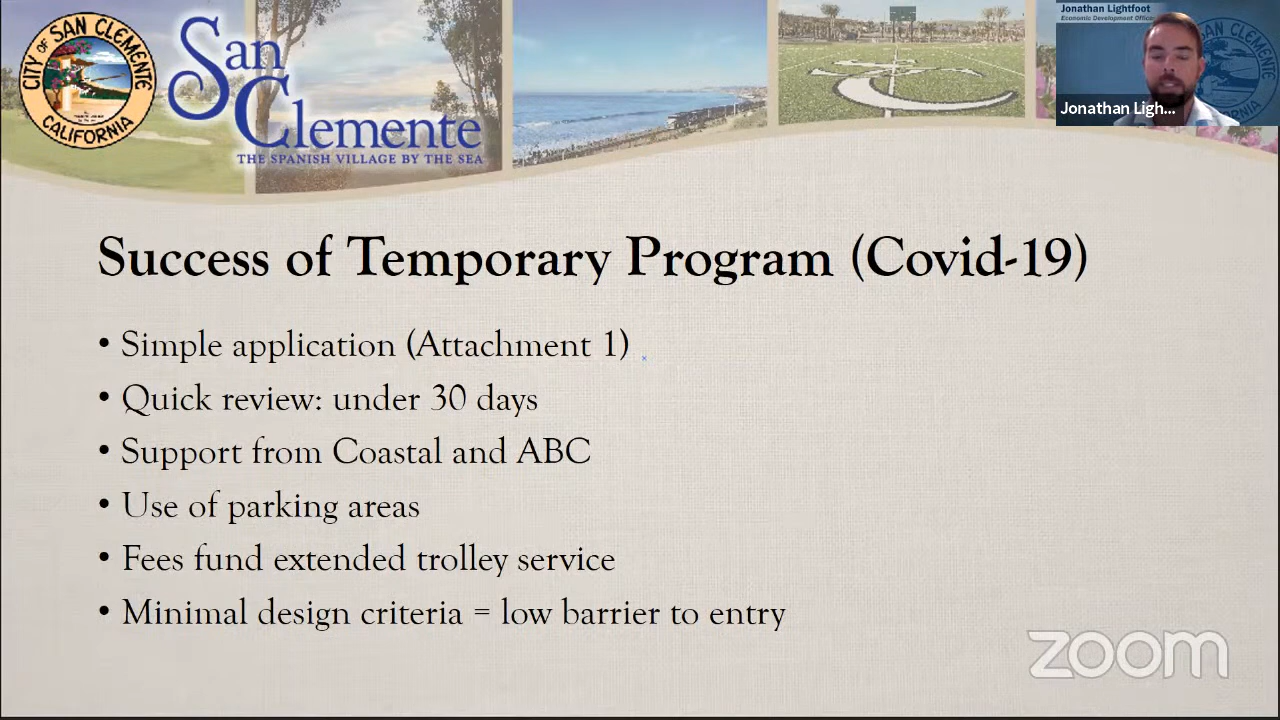 CITY OF SAN CLEMENTE
CALIFORNIA
San
Clemente
THE SPANISH VILLAGE BY THE SEA
Jonathan Lightfoot
Economic Development Officer
SAN CLEMENTE
Jonathan Ligh...
Success of Temporary Program (Covid-19)
• Simple application (Attachment 1)
• Quick review: under 30 days
• Support from Coastal and ABC
• Use of parking areas
• Fees fund extended trolley service
• Minimal design criteria = low barrier to entry
zoom